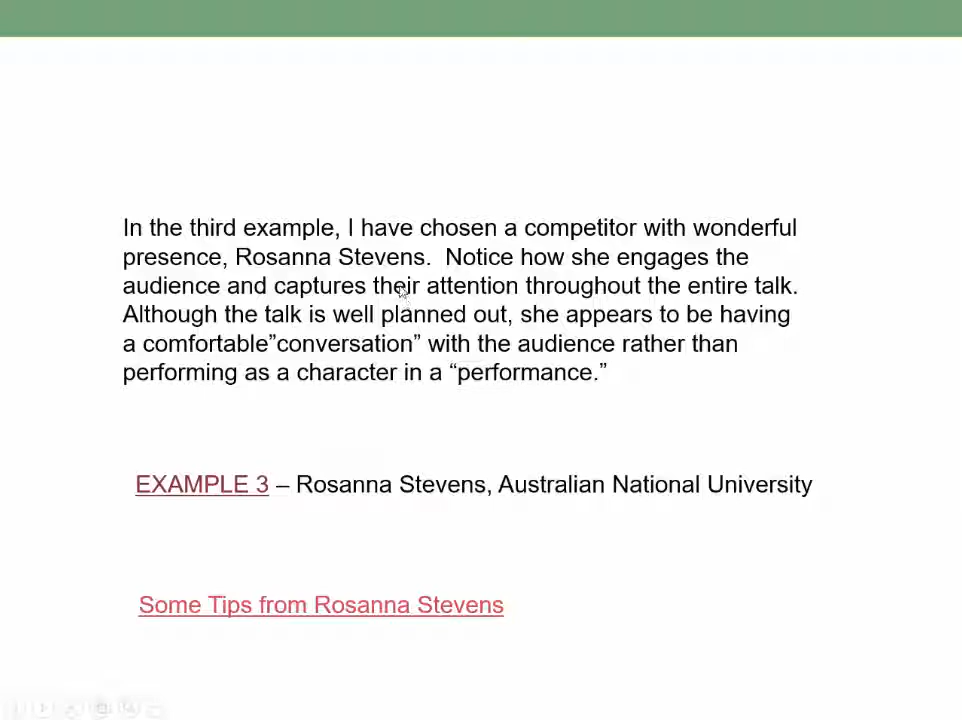 In the third example, I have chosen a competitor with wonderful
presence, Rosanna Stevens.  Notice how she engages the
audience and captures their attention throughout the entire talk.
Although the talk is well planned out, she appears to be having
a comfortable”conversation” with the audience rather than
performing as a character in a “performance.”
EXAMPLE 3 – Rosanna Stevens, Australian National University
Some Tips from Rosanna Stevens